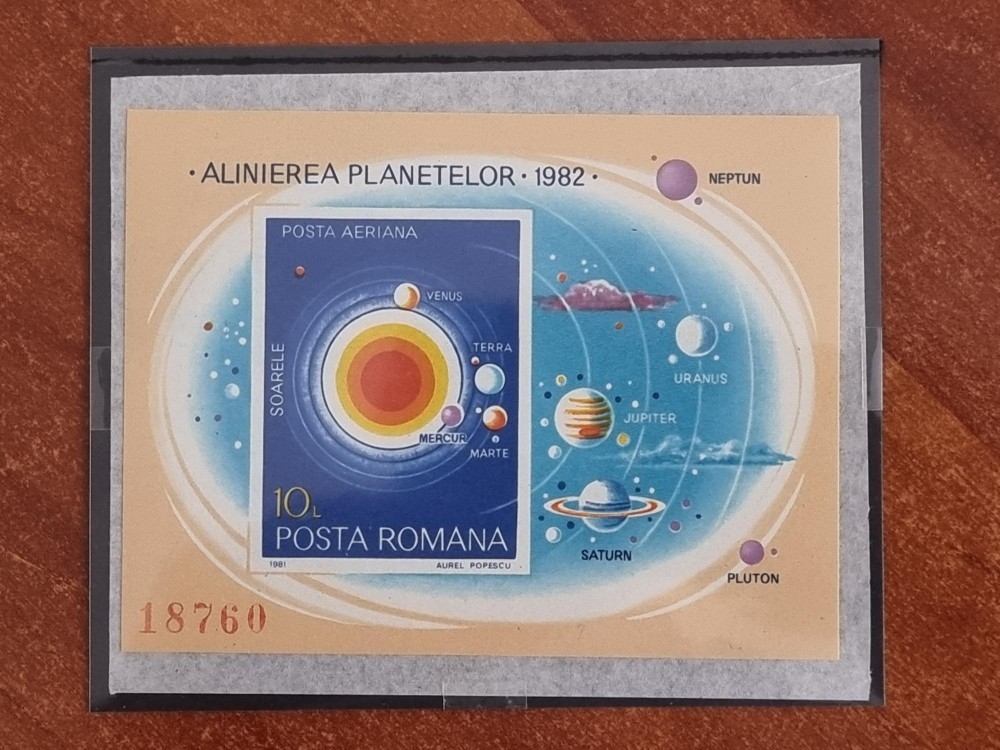 · ALINIEREA PLANETELOR · 1982 ·
NEPTUN
POSTA AERIANA
VENUS
SOARELE
TERRA
URANUS
MERCUR
JUPITER
MARTE
10L
POSTA ROMANA
SATURN
1981
AUREL POPESCU
PLUTON
18760